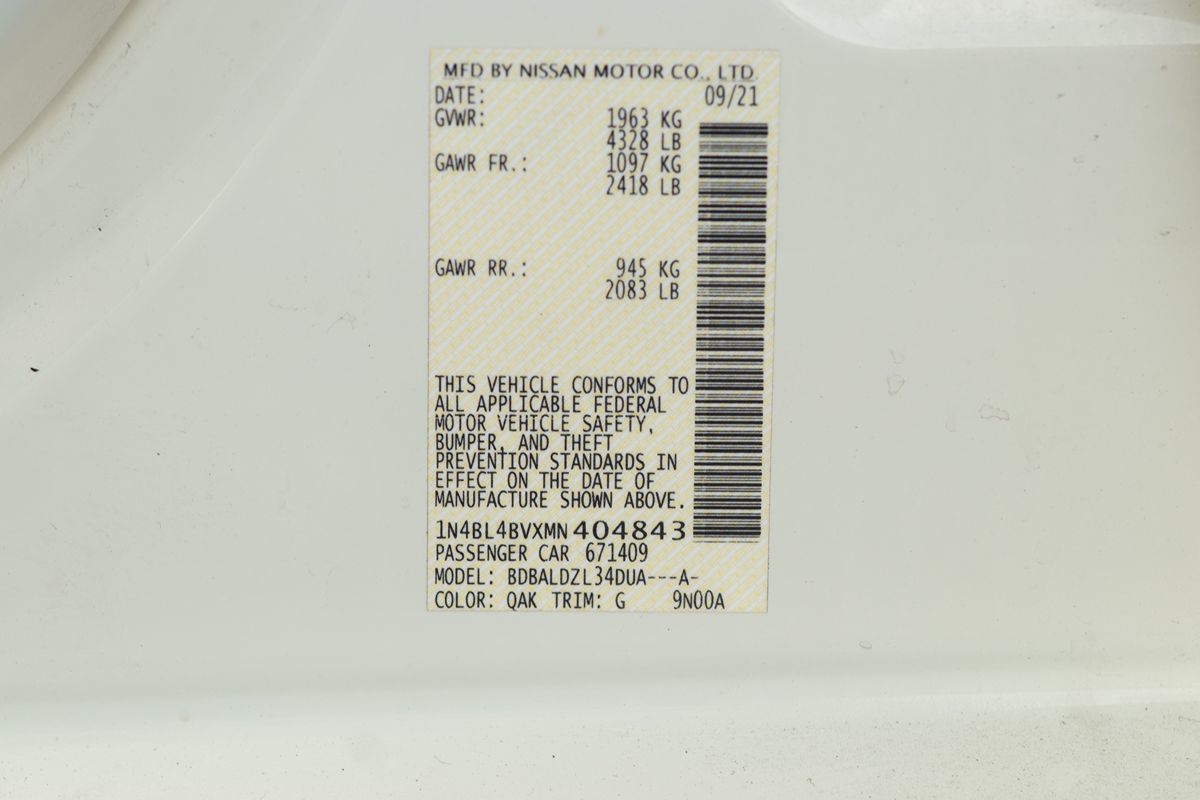 MFD BY NISSAN MOTOR CO., LTD.
DATE: 09/21
GVWR: 1963 KG
4328 LB
GAWR FR.: 1097 KG
2418 LB
GAWR RR.: 945 KG
2083 LB
THIS VEHICLE CONFORMS TO
ALL APPLICABLE FEDERAL
MOTOR VEHICLE SAFETY,
BUMPER, AND THEFT
PREVENTION STANDARDS IN
EFFECT ON THE DATE OF
MANUFACTURE SHOWN ABOVE.
1N4BL4BVXMN404843
PASSENGER CAR 671409
MODEL: BDBALDZL34DUA---A-
COLOR: QAK TRIM: G 9N00A